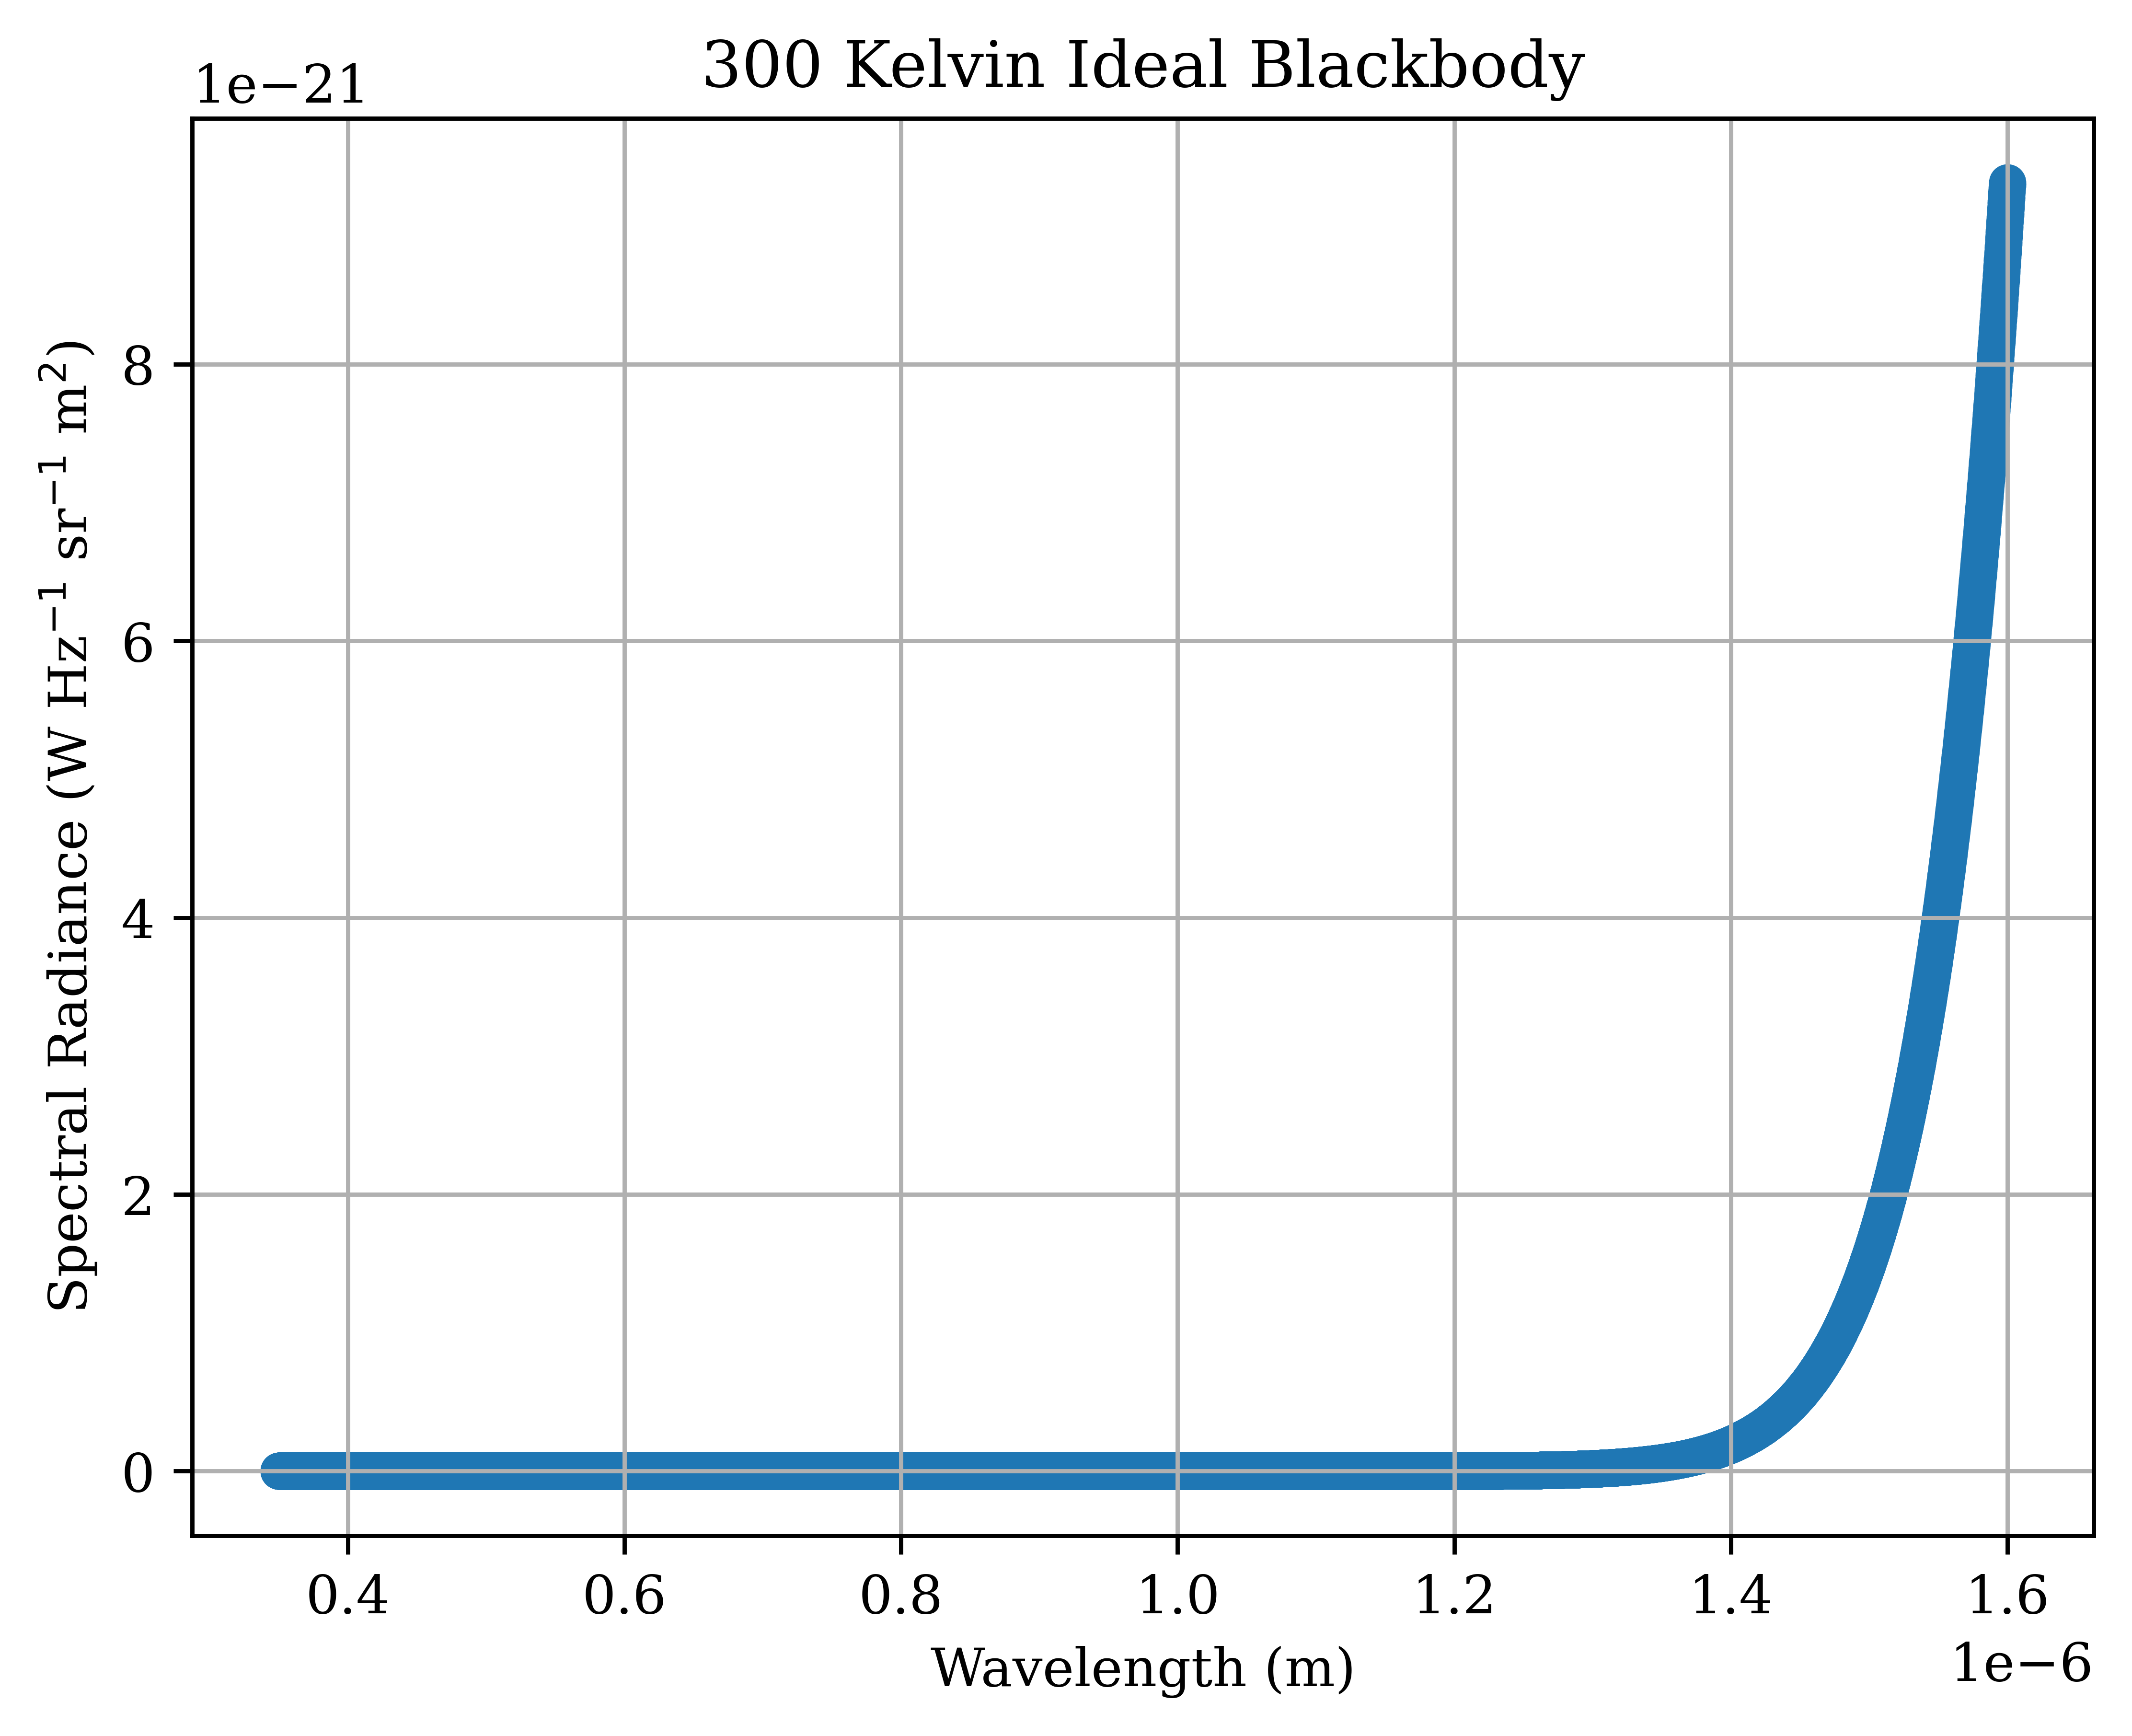 300 Kelvin Ideal Blackbody
1e−21
Spectral Radiance (W Hz⁻¹ sr⁻¹ m²)
8
6
4
2
0
0.4 0.6 0.8 1.0 1.2 1.4 1.6
1e−6
Wavelength (m)